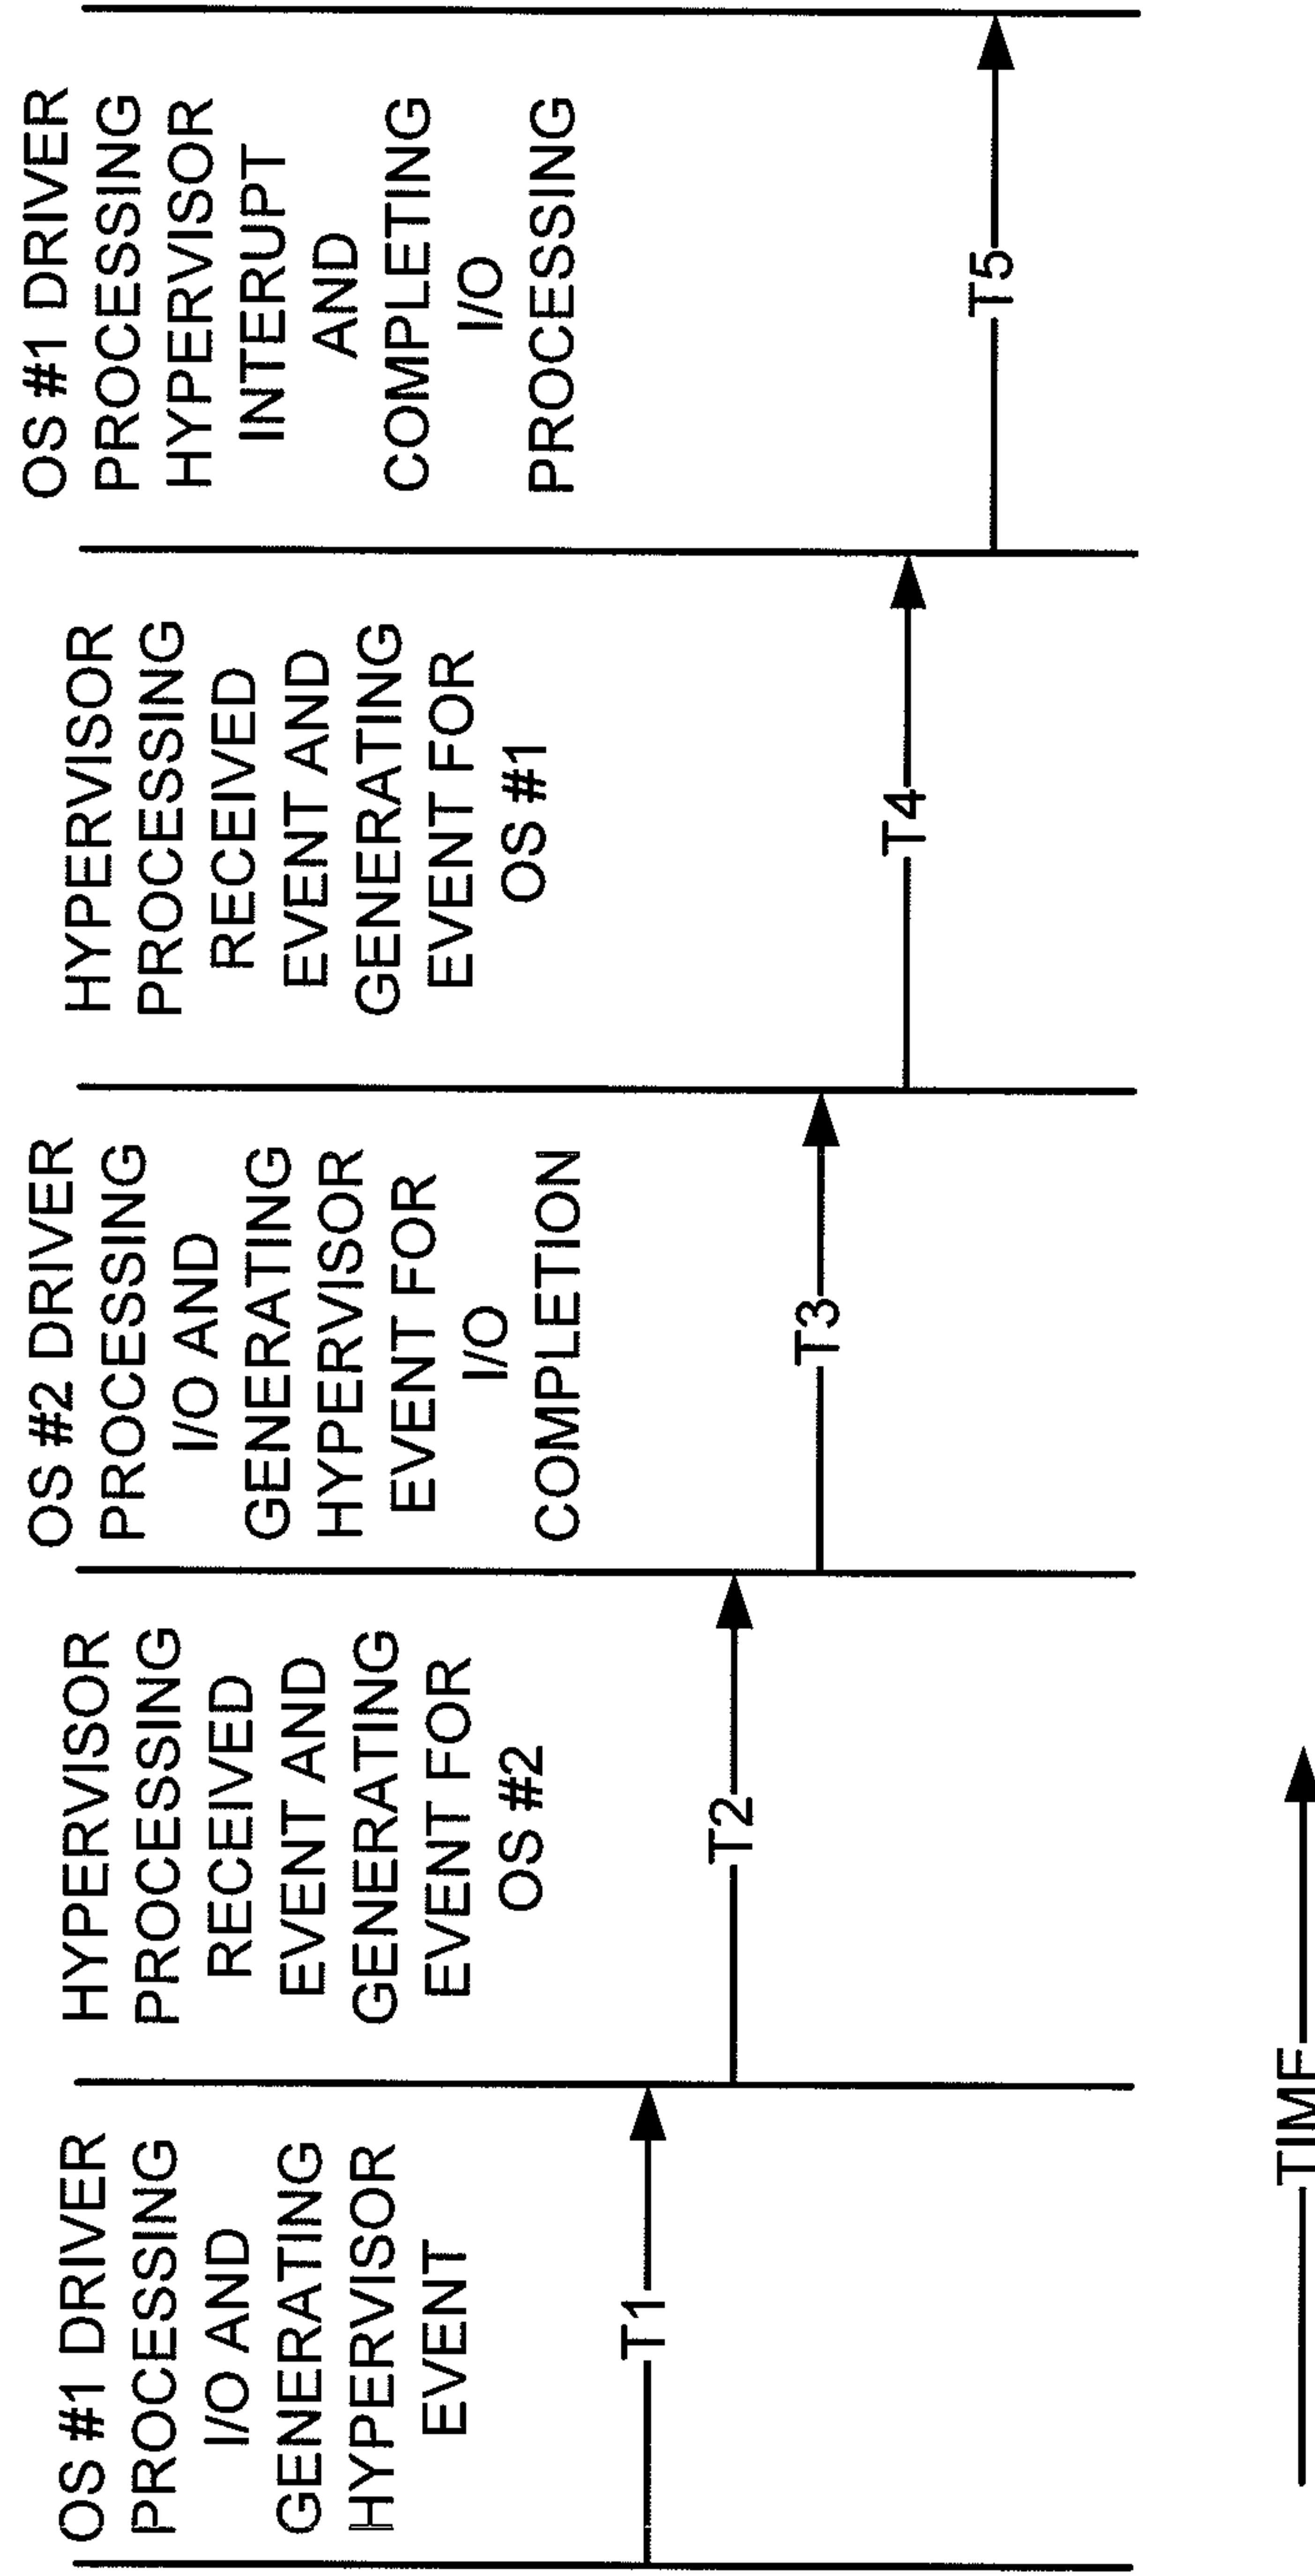 OS #1 DRIVER
PROCESSING
I/O AND
GENERATING
HYPERVISOR
EVENT
HYPERVISOR
PROCESSING
RECEIVED
EVENT AND
GENERATING
EVENT FOR
OS #2
OS #2 DRIVER
PROCESSING
I/O AND
GENERATING
HYPERVISOR
EVENT FOR
I/O
COMPLETION
HYPERVISOR
PROCESSING
RECEIVED
EVENT AND
GENERATING
EVENT FOR
OS #1
OS #1 DRIVER
PROCESSING
HYPERVISOR
INTERUPT
AND
COMPLETING
I/O
PROCESSING
T1
T2
T3
T4
T5
TIME